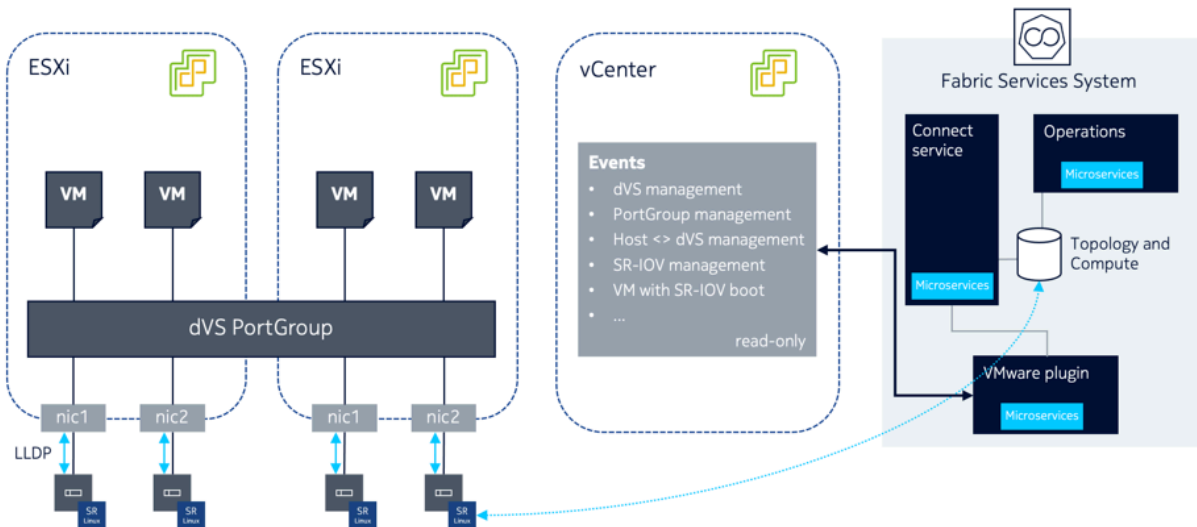 ESXi
ESXi
vCenter
Fabric Services System
Connect
service
Operations
Microservices
Events
• dVS management
• PortGroup management
• Host <> dVS management
• SR-IOV management
• VM with SR-IOV boot
• ...
read-only
VM
VM
VM
VM
Topology and
Compute
Microservices
dVS PortGroup
VMware plugin
Microservices
nic1
nic2
nic1
nic2
LLDP
SR
Linux
SR
Linux
SR
Linux
SR
Linux